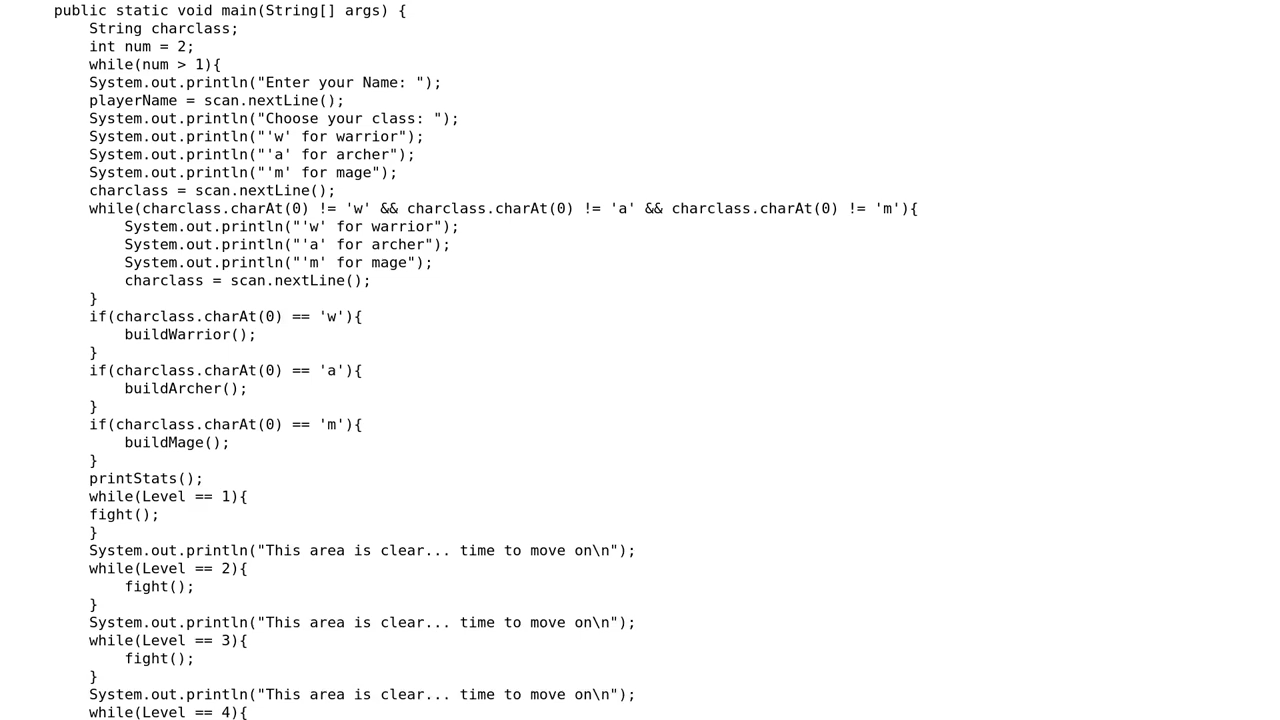 public static void main(String[] args) {
String charclass;
int num = 2;
while(num > 1){
System.out.println("Enter your Name: ");
playerName = scan.nextLine();
System.out.println("Choose your class: ");
System.out.println("'w' for warrior");
System.out.println("'a' for archer");
System.out.println("'m' for mage");
charclass = scan.nextLine();
while(charclass.charAt(0) != 'w' && charclass.charAt(0) != 'a' && charclass.charAt(0) != 'm'){
System.out.println("'w' for warrior");
System.out.println("'a' for archer");
System.out.println("'m' for mage");
charclass = scan.nextLine();
}
if(charclass.charAt(0) == 'w'){
buildWarrior();
}
if(charclass.charAt(0) == 'a'){
buildArcher();
}
if(charclass.charAt(0) == 'm'){
buildMage();
}
printStats();
while(Level == 1){
fight();
}
System.out.println("This area is clear... time to move on\n");
while(Level == 2){
fight();
}
System.out.println("This area is clear... time to move on\n");
while(Level == 3){
fight();
}
System.out.println("This area is clear... time to move on\n");
while(Level == 4){